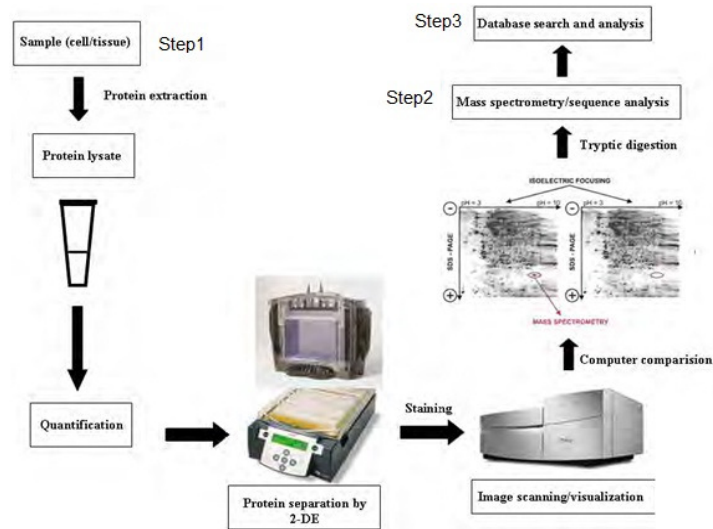 Sample (cell/tissue)
Step1
Protein extraction
Protein lysate
Quantification
Protein separation by
2-DE
Staining
Image scanning/visualization
Computer comparision
ISOELECTRIC FOCUSING
pH = 3
pH = 10
pH = 3
pH = 10
SDS - PAGE
SDS - PAGE
MASS SPECTROMETRY
Tryptic digestion
Step2
Mass spectrometry/sequence analysis
Step3
Database search and analysis